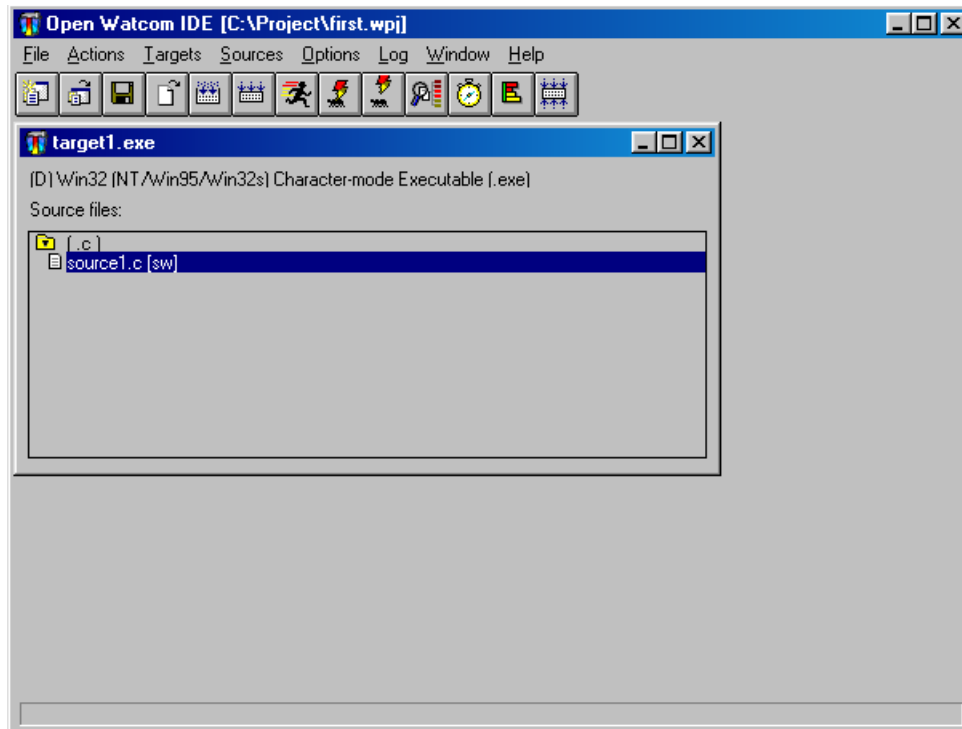 Open Watcom IDE [C:\Project\first.wpj]
File Actions Targets Sources Options Log Window Help
target1.exe
(D) Win32 (NT/Win95/Win32s) Character-mode Executable (.exe)
Source files:
(.c)
source1.c [sw]